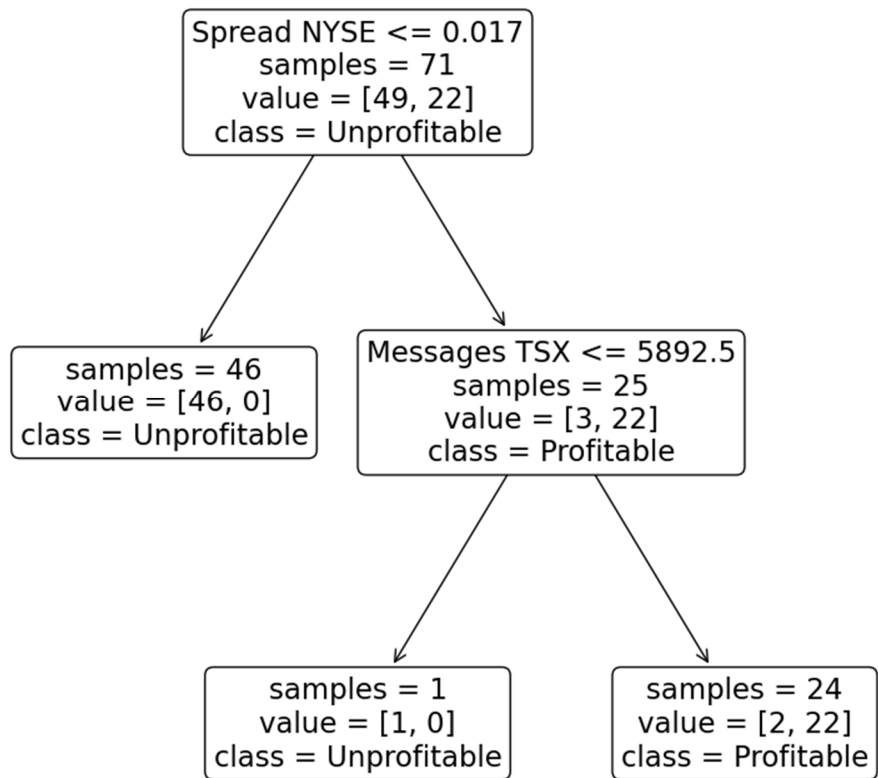 Spread NYSE <= 0.017
samples = 71
value = [49, 22]
class = Unprofitable
samples = 46
value = [46, 0]
class = Unprofitable
Messages TSX <= 5892.5
samples = 25
value = [3, 22]
class = Profitable
samples = 1
value = [1, 0]
class = Unprofitable
samples = 24
value = [2, 22]
class = Profitable